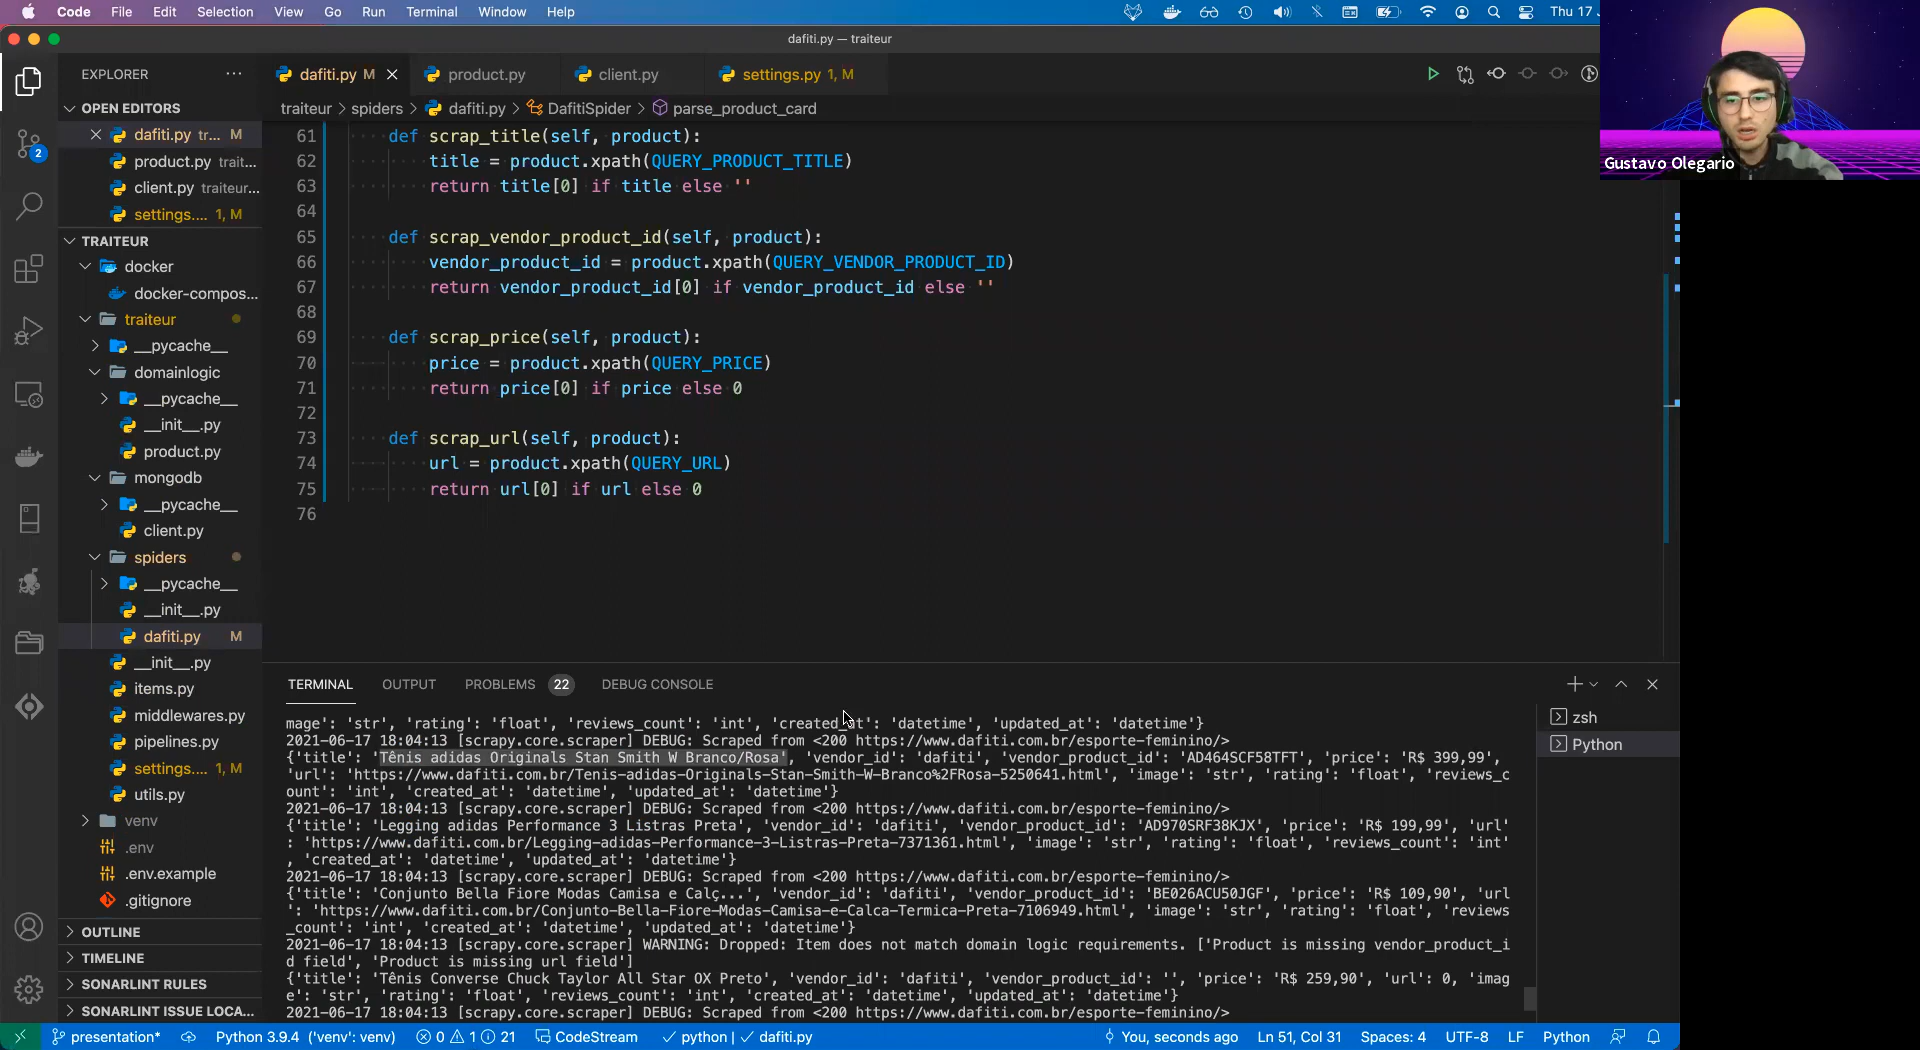 Code File Edit Selection View Go Run Terminal Window Help
Thu 17
dafiti.py — traiteur
EXPLORER
dafiti.py M
product.py
client.py
settings.py 1, M
OPEN EDITORS
traiteur > spiders > dafiti.py > DafitiSpider > parse_product_card
dafiti.py tr... M
product.py trait...
client.py traiteur...
settings.... 1, M
TRAITEUR
docker
docker-compos...
traiteur
__pycache__
domainlogic
__pycache__
__init__.py
product.py
mongodb
__pycache__
client.py
spiders
__pycache__
__init__.py
dafiti.py M
__init__.py
items.py
middlewares.py
pipelines.py
settings.... 1, M
utils.py
venv
.env
.env.example
.gitignore
OUTLINE
TIMELINE
SONARLINT RULES
SONARLINT ISSUE LOCA...
2
61 def scrap_title(self, product):
62 title = product.xpath(QUERY_PRODUCT_TITLE)
63 return title[0] if title else ''
64
65 def scrap_vendor_product_id(self, product):
66 vendor_product_id = product.xpath(QUERY_VENDOR_PRODUCT_ID)
67 return vendor_product_id[0] if vendor_product_id else ''
68
69 def scrap_price(self, product):
70 price = product.xpath(QUERY_PRICE)
71 return price[0] if price else 0
72
73 def scrap_url(self, product):
74 url = product.xpath(QUERY_URL)
75 return url[0] if url else 0
76
Gustavo Olegario
TERMINAL OUTPUT PROBLEMS 22 DEBUG CONSOLE
zsh
Python
mage': 'str', 'rating': 'float', 'reviews_count': 'int', 'created_at': 'datetime', 'updated_at': 'datetime'}
2021-06-17 18:04:13 [scrapy.core.scraper] DEBUG: Scraped from <200 https://www.dafiti.com.br/esporte-feminino/>
{'title': 'Tênis adidas Originals Stan Smith W Branco/Rosa', 'vendor_id': 'dafiti', 'vendor_product_id': 'AD464SCF58TFT', 'price': 'R$ 399,99',
'url': 'https://www.dafiti.com.br/Tenis-adidas-Originals-Stan-Smith-W-Branco%2FRosa-5250641.html', 'image': 'str', 'rating': 'float', 'reviews_c
ount': 'int', 'created_at': 'datetime', 'updated_at': 'datetime'}
2021-06-17 18:04:13 [scrapy.core.scraper] DEBUG: Scraped from <200 https://www.dafiti.com.br/esporte-feminino/>
{'title': 'Legging adidas Performance 3 Listras Preta', 'vendor_id': 'dafiti', 'vendor_product_id': 'AD970SRF38KJX', 'price': 'R$ 199,99', 'url'
: 'https://www.dafiti.com.br/Legging-adidas-Performance-3-Listras-Preta-7371361.html', 'image': 'str', 'rating': 'float', 'reviews_count': 'int'
, 'created_at': 'datetime', 'updated_at': 'datetime'}
2021-06-17 18:04:13 [scrapy.core.scraper] DEBUG: Scraped from <200 https://www.dafiti.com.br/esporte-feminino/>
{'title': 'Conjunto Bella Fiore Modas Camisa e Calç...', 'vendor_id': 'dafiti', 'vendor_product_id': 'BE026ACU50JGF', 'price': 'R$ 109,90', 'url
': 'https://www.dafiti.com.br/Conjunto-Bella-Fiore-Modas-Camisa-e-Calca-Termica-Preta-7106949.html', 'image': 'str', 'rating': 'float', 'reviews
_count': 'int', 'created_at': 'datetime', 'updated_at': 'datetime'}
2021-06-17 18:04:13 [scrapy.core.scraper] WARNING: Dropped: Item does not match domain logic requirements. ['Product is missing vendor_product_i
d field', 'Product is missing url field']
{'title': 'Tênis Converse Chuck Taylor All Star OX Preto', 'vendor_id': 'dafiti', 'vendor_product_id': '', 'price': 'R$ 259,90', 'url': 0, 'imag
e': 'str', 'rating': 'float', 'reviews_count': 'int', 'created_at': 'datetime', 'updated_at': 'datetime'}
2021-06-17 18:04:13 [scrapy.core.scraper] DEBUG: Scraped from <200 https://www.dafiti.com.br/esporte-feminino/>
presentation* Python 3.9.4 ('venv': venv) 0 1 21 CodeStream python dafiti.py You, seconds ago Ln 51, Col 31 Spaces: 4 UTF-8 LF Python